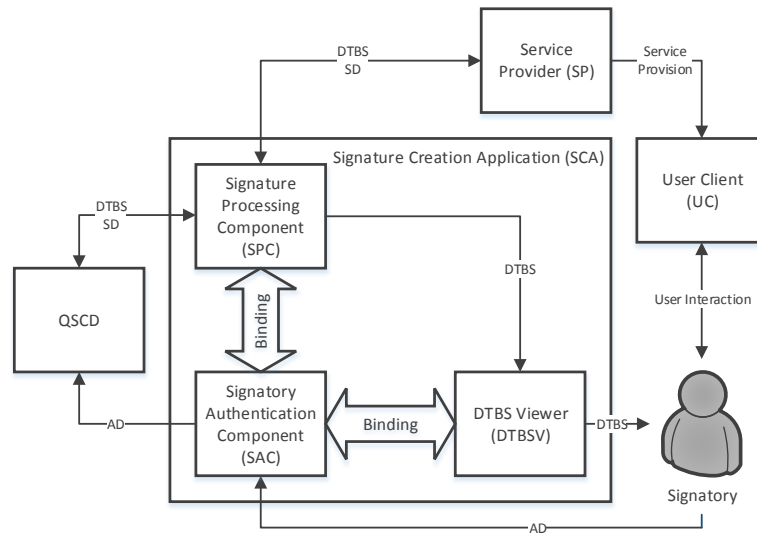 DTBS
SD
Service
Provider (SP)
Service
Provision
Signature Creation Application (SCA)
Signature
Processing
Component
(SPC)
User Client
(UC)
DTBS
SD
DTBS
QSCD
Binding
User Interaction
Signatory
Authentication
Component
(SAC)
Binding
DTBS Viewer
(DTBSV)
DTBS
AD
Signatory
AD